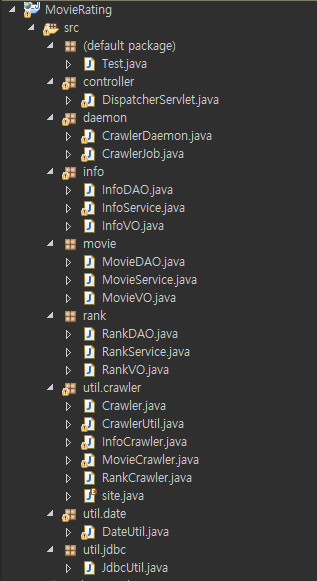 MovieRating
src
(default package)
Test.java
controller
DispatcherServlet.java
daemon
CrawlerDaemon.java
CrawlerJob.java
info
InfoDAO.java
InfoService.java
InfoVO.java
movie
MovieDAO.java
MovieService.java
MovieVO.java
rank
RankDAO.java
RankService.java
RankVO.java
util.crawler
Crawler.java
CrawlerUtil.java
InfoCrawler.java
MovieCrawler.java
RankCrawler.java
site.java
util.date
DateUtil.java
util.jdbc
JdbcUtil.java